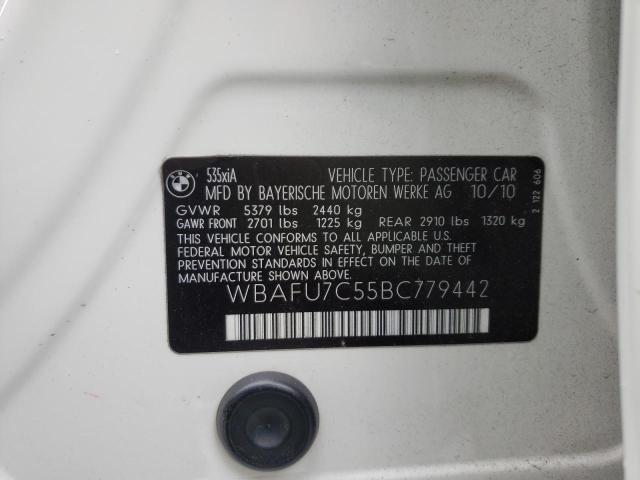 BMW
535xiA
VEHICLE TYPE: PASSENGER CAR
MFD BY BAYERISCHE MOTOREN WERKE AG 10/10
GVWR 5379 lbs 2440 kg
GAWR FRONT 2701 lbs 1225 kg REAR 2910 lbs 1320 kg
THIS VEHICLE CONFORMS TO ALL APPLICABLE U.S.
FEDERAL MOTOR VEHICLE SAFETY, BUMPER AND THEFT
PREVENTION STANDARDS IN EFFECT ON THE DATE OF
MANUFACTURE SHOWN ABOVE.
WBAFU7C55BC779442
2 122 606